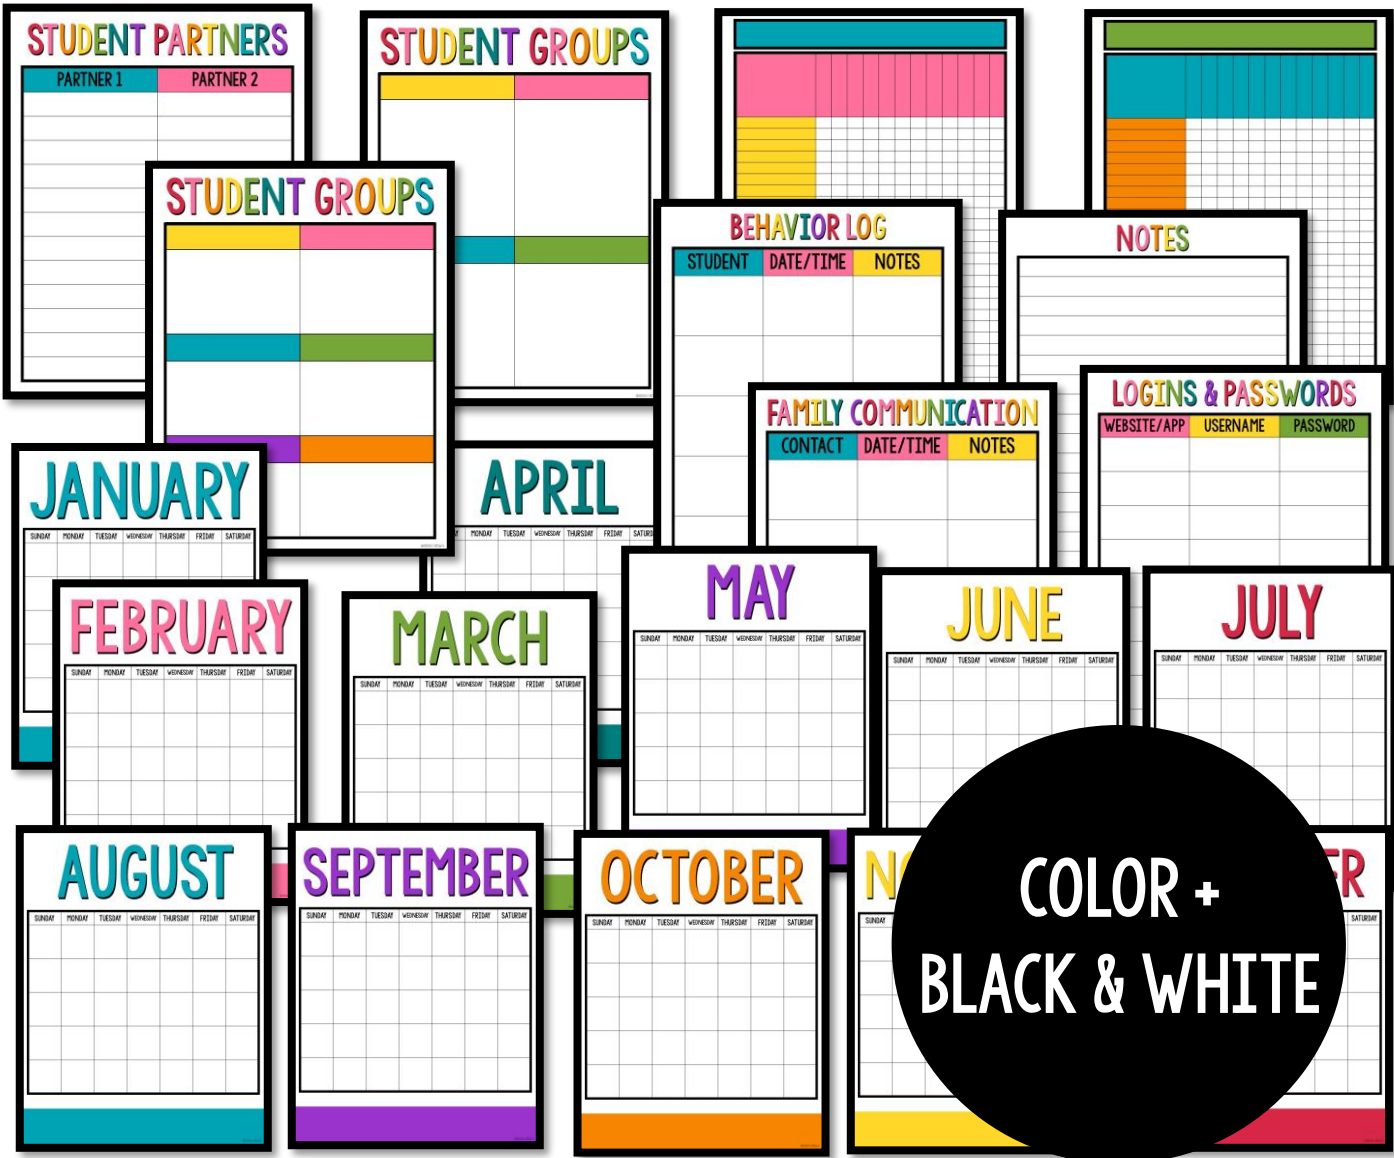 STUDENT PARTNERS
PARTNER 1 PARTNER 2
STUDENT GROUPS
STUDENT GROUPS
BEHAVIOR LOG
STUDENT DATE/TIME NOTES
NOTES
FAMILY COMMUNICATION
CONTACT DATE/TIME NOTES
LOGINS & PASSWORDS
WEBSITE/APP USERNAME PASSWORD
JANUARY
SUNDAY MONDAY TUESDAY WEDNESDAY THURSDAY FRIDAY SATURDAY
APRIL
MONDAY TUESDAY WEDNESDAY THURSDAY FRIDAY
FEBRUARY
SUNDAY MONDAY TUESDAY WEDNESDAY THURSDAY FRIDAY SATURDAY
MARCH
SUNDAY MONDAY TUESDAY WEDNESDAY THURSDAY FRIDAY SATURDAY
MAY
SUNDAY MONDAY TUESDAY WEDNESDAY THURSDAY FRIDAY SATURDAY
JUNE
SUNDAY MONDAY TUESDAY WEDNESDAY THURSDAY FRIDAY SATURDAY
JULY
SUNDAY MONDAY TUESDAY WEDNESDAY THURSDAY FRIDAY SATURDAY
AUGUST
SUNDAY MONDAY TUESDAY WEDNESDAY THURSDAY FRIDAY SATURDAY
SEPTEMBER
SUNDAY MONDAY TUESDAY WEDNESDAY THURSDAY FRIDAY SATURDAY
OCTOBER
SUNDAY MONDAY TUESDAY WEDNESDAY THURSDAY FRIDAY SATURDAY
SUNDAY
SATURDAY
COLOR +
BLACK & WHITE